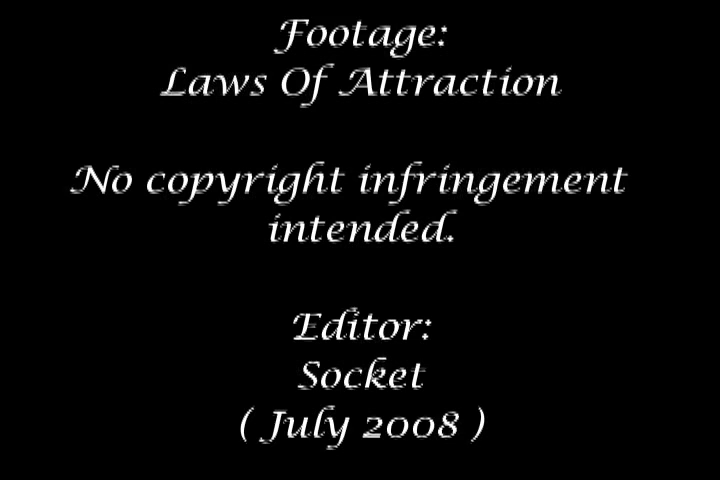 Footage:
Laws Of Attraction
No copyright infringement
intended.
Editor:
Socket
( July 2008 )